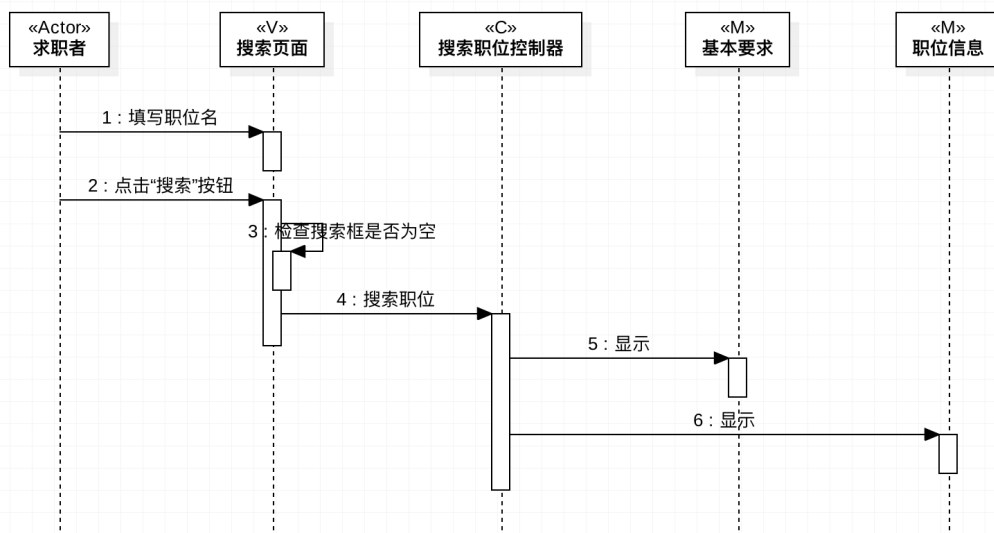 «Actor»
求职者
«V»
搜索页面
«C»
搜索职位控制器
«M»
基本要求
«M»
职位信息
1 : 填写职位名
2 : 点击“搜索”按钮
3 : 检查搜索框是否为空
4 : 搜索职位
5 : 显示
6 : 显示